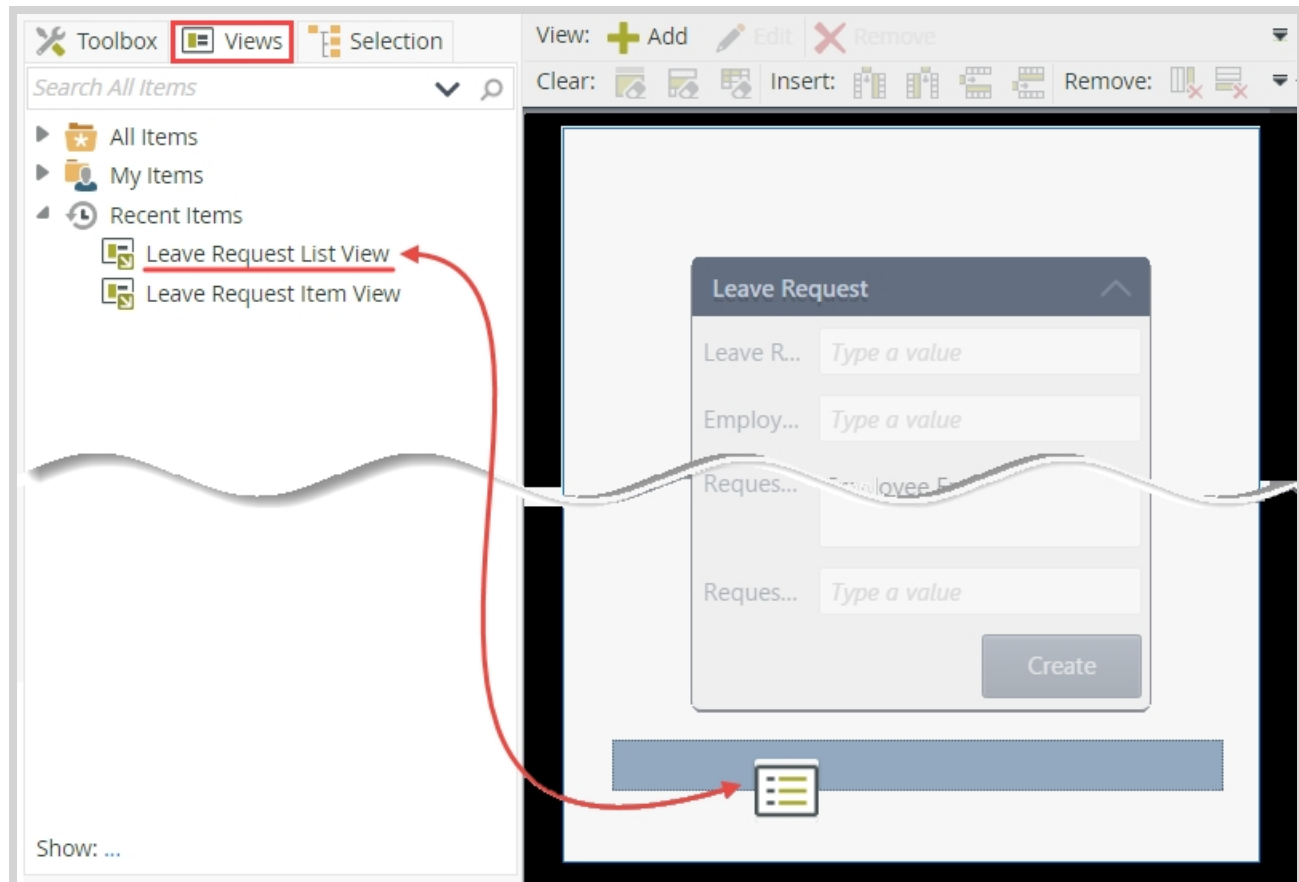 Toolbox Views Selection
Search All Items
All Items
My Items
Recent Items
Leave Request List View
Leave Request Item View
Show: ...
View: Add Edit Remove
Clear: Insert: Remove:
Leave Request
Leave R... Type a value
Employ... Type a value
Reques...
Reques... Type a value
Create